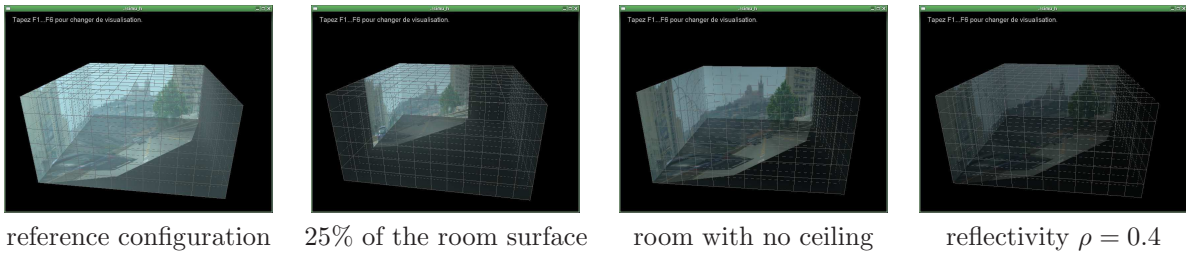 Tapez F1...F6 pour changer de visualisation.
Tapez F1...F6 pour changer de visualisation.
Tapez F1...F6 pour changer de visualisation.
Tapez F1...F6 pour changer de visualisation.
reference configuration
25% of the room surface
room with no ceiling
reflectivity ρ = 0.4